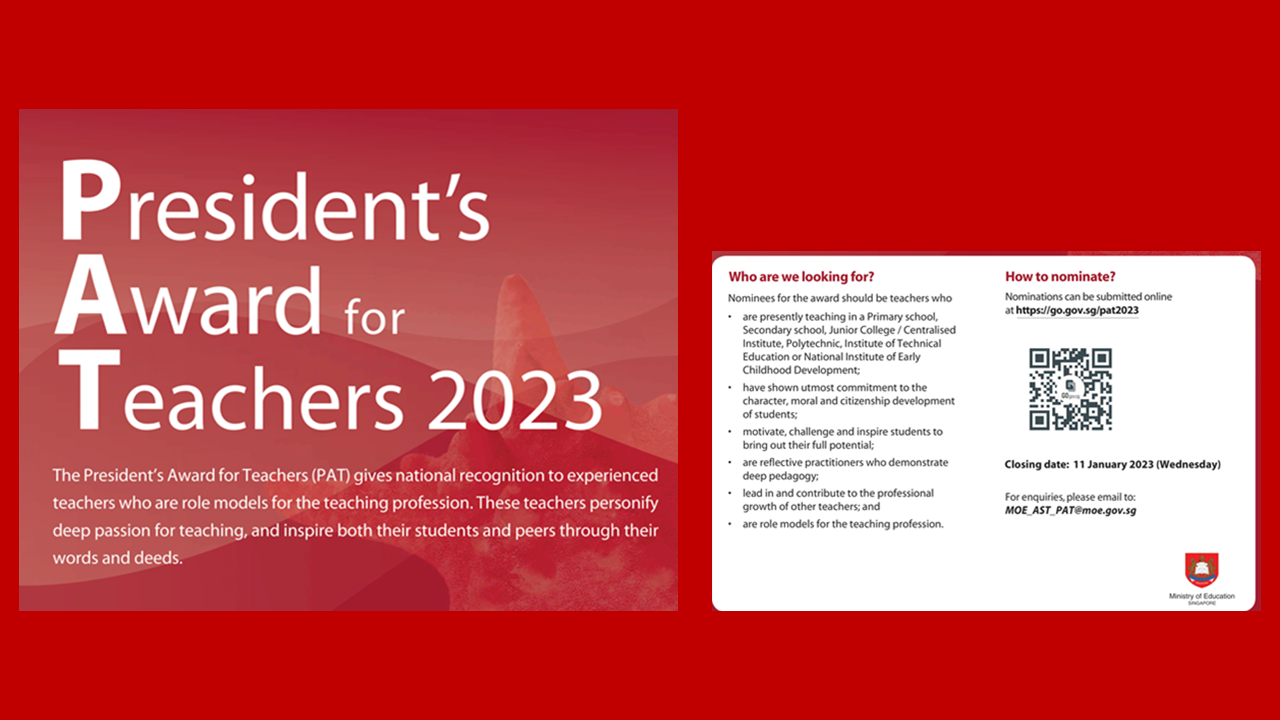 President's
Award for
Teachers 2023
The President's Award for Teachers (PAT) gives national recognition to experienced
teachers who are role models for the teaching profession. These teachers personify
deep passion for teaching, and inspire both their students and peers through their
words and deeds.
Who are we looking for?
Nominees for the award should be teachers who
• are presently teaching in a Primary school,
Secondary school, Junior College / Centralised
Institute, Polytechnic, Institute of Technical
Education or National Institute of Early
Childhood Development;
• have shown utmost commitment to the
character, moral and citizenship development
of students;
• motivate, challenge and inspire students to
bring out their full potential;
• are reflective practitioners who demonstrate
deep pedagogy;
• lead in and contribute to the professional
growth of other teachers; and
• are role models for the teaching profession.
How to nominate?
Nominations can be submitted online
at https://go.gov.sg/pat2023
Closing date: 11 January 2023 (Wednesday)
For enquiries, please email to:
MOE_AST_PAT@moe.gov.sg
Ministry of Education
SINGAPORE